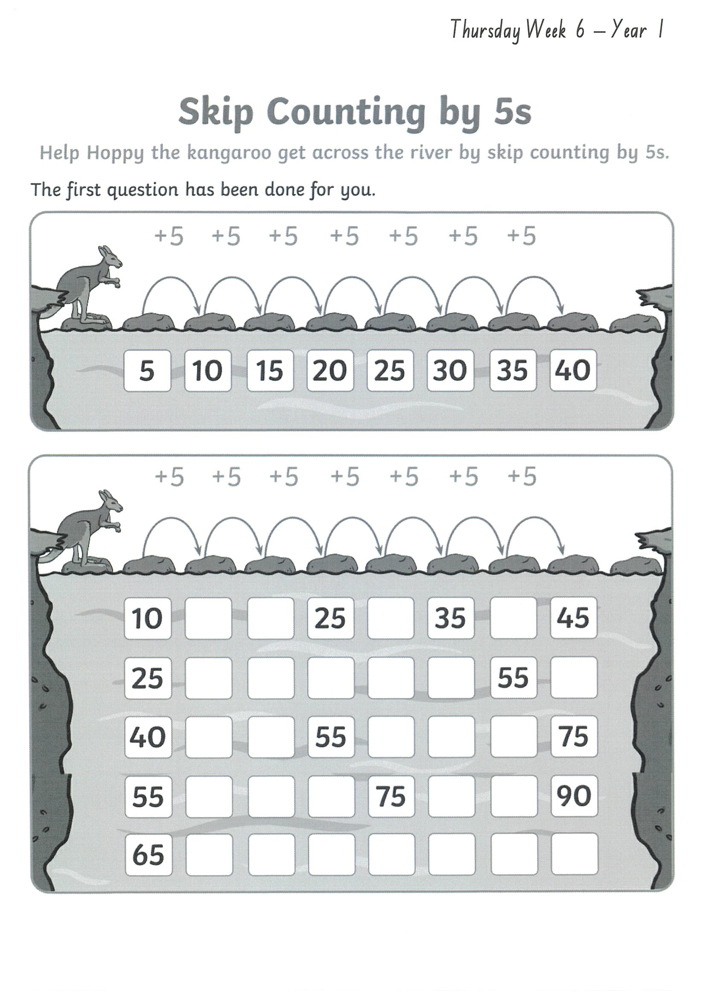 Thursday Week 6 – Year 1
Skip Counting by 5s
Help Hoppy the kangaroo get across the river by skip counting by 5s.
The first question has been done for you.
+5 +5 +5 +5 +5 +5 +5
5 10 15 20 25 30 35 40
+5 +5 +5 +5 +5 +5 +5
10 25 35 45
25 55
40 55 75
55 75 90
65